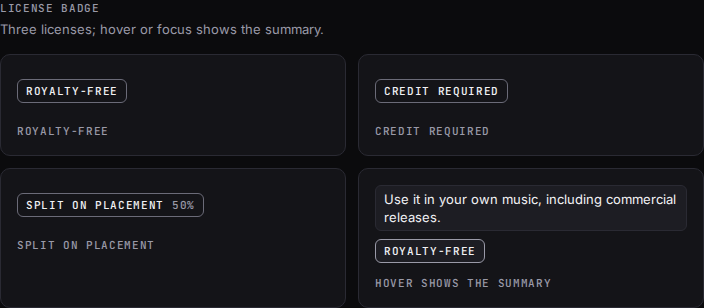 LICENSE BADGE
Three licenses; hover or focus shows the summary.
ROYALTY-FREE
ROYALTY-FREE
CREDIT REQUIRED
CREDIT REQUIRED
SPLIT ON PLACEMENT 50%
SPLIT ON PLACEMENT
Use it in your own music, including commercial
releases.
ROYALTY-FREE
HOVER SHOWS THE SUMMARY